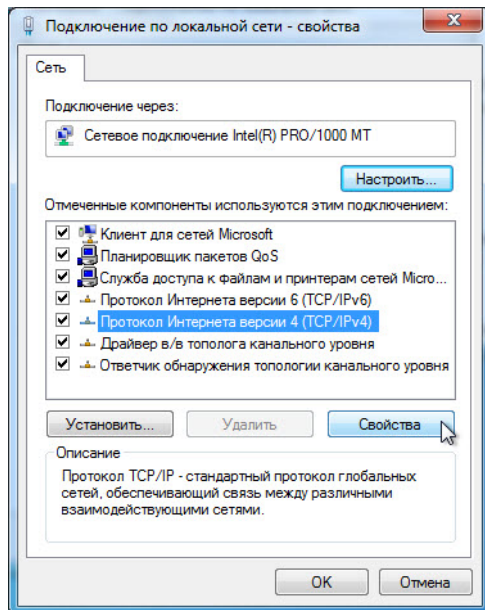 Подключение по локальной сети - свойства
Сеть
Подключение через:
Сетевое подключение Intel(R) PRO/1000 MT
Настроить...
Отмеченные компоненты используются этим подключением:
Клиент для сетей Microsoft
Планировщик пакетов QoS
Служба доступа к файлам и принтерам сетей Micro...
Протокол Интернета версии 6 (TCP/IPv6)
Протокол Интернета версии 4 (TCP/IPv4)
Драйвер в/в тополога канального уровня
Ответчик обнаружения топологии канального уровня
Установить... Удалить Свойства
Описание
Протокол TCP/IP - стандартный протокол глобальных
сетей, обеспечивающий связь между различными
взаимодействующими сетями.
OK Отмена